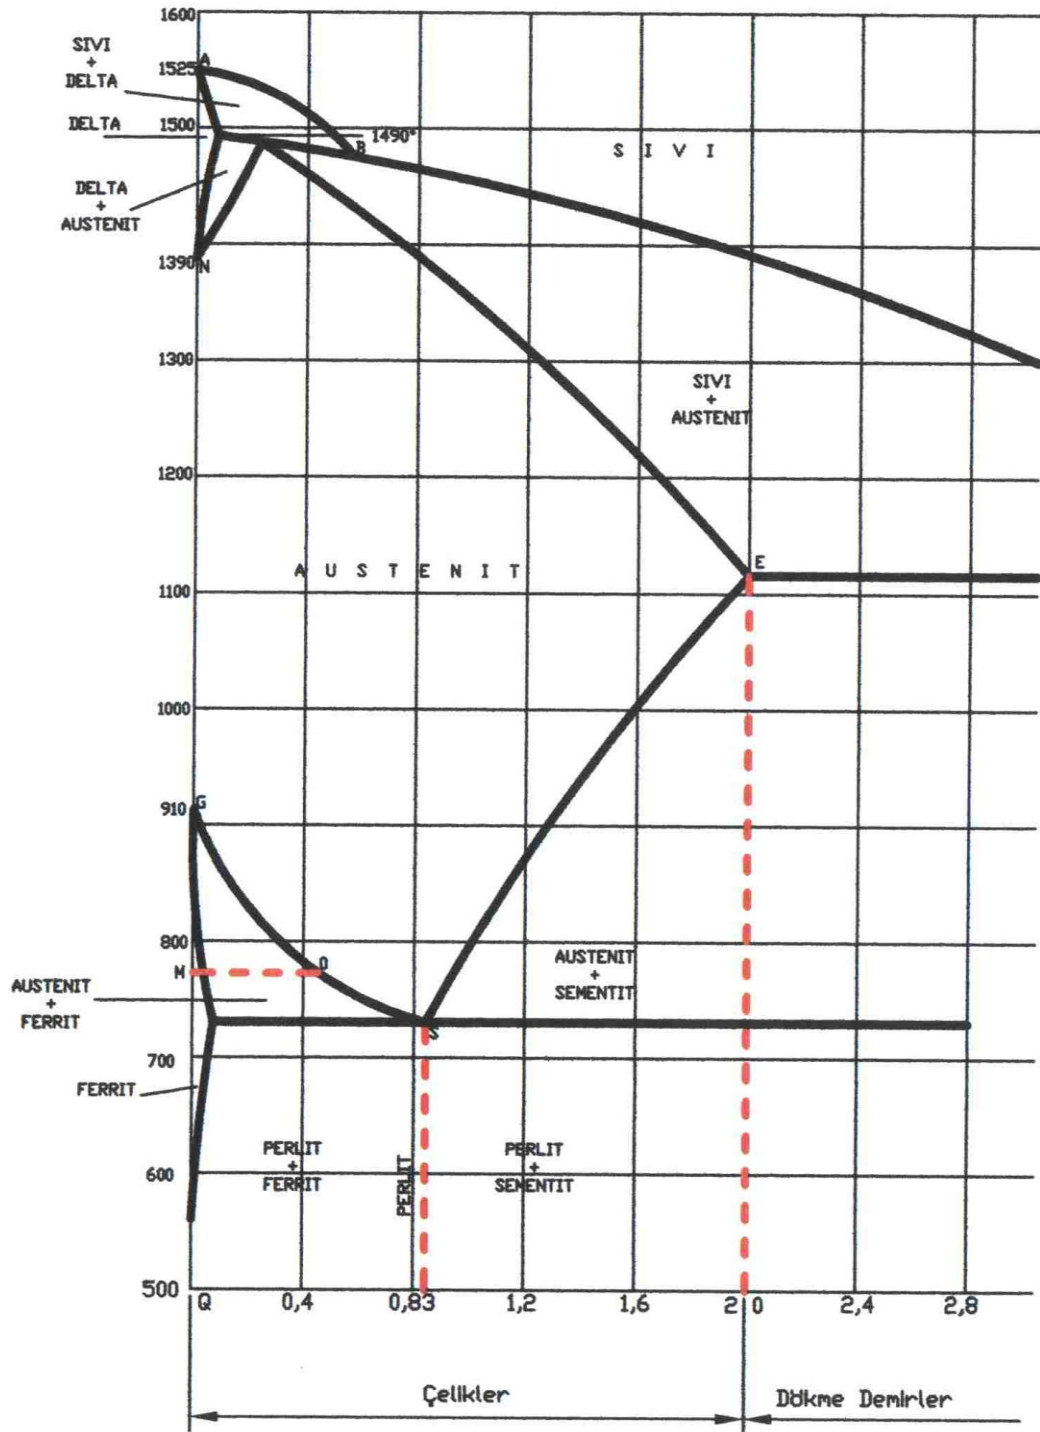 1600
SIVI
+
DELTA
A
1525
DELTA
1500
1490°
B
S I V I
DELTA
+
AUSTENIT
1390
N
1300
SIVI
+
AUSTENIT
1200
E
A U S T E N I T
1100
1000
910
G
800
O
M
AUSTENIT
+
FERRIT
AUSTENIT
+
SEMENTIT
S
700
FERRIT
PERLIT
+
FERRIT
PERLIT
PERLIT
+
SEMENTIT
600
500
Q 0,4 0,83 1,2 1,6 2,0 2,4 2,8
Çelikler
Dökme Demirler